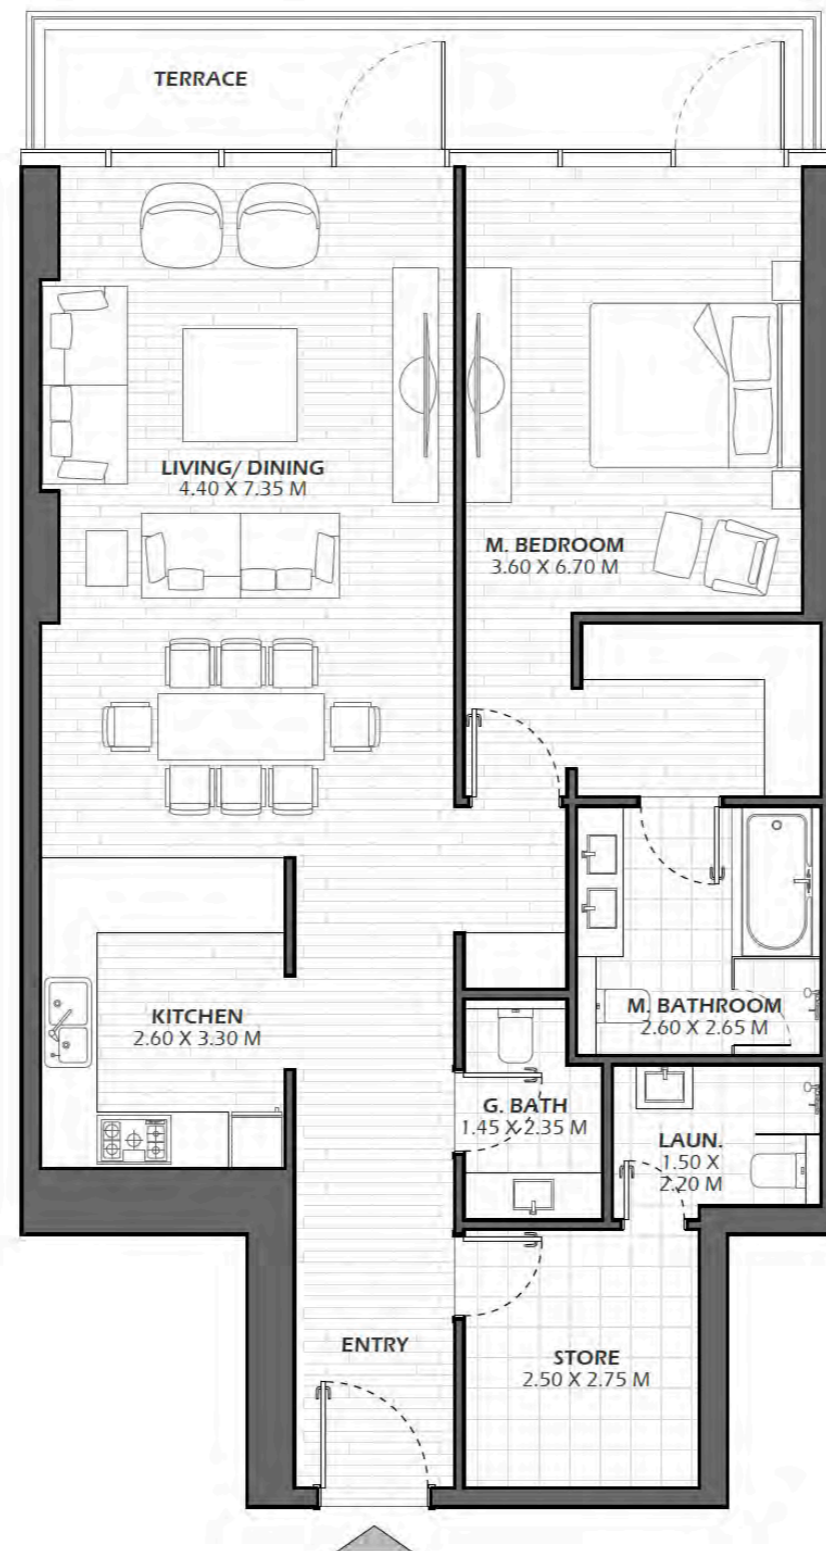 TERRACE
LIVING/ DINING
4.40 X 7.35 M
M. BEDROOM
3.60 X 6.70 M
KITCHEN
2.60 X 3.30 M
M. BATHROOM
2.60 X 2.65 M
G. BATH
1.45 X 2.35 M
LAUN.
1.50 X
2.20 M
ENTRY
STORE
2.50 X 2.75 M